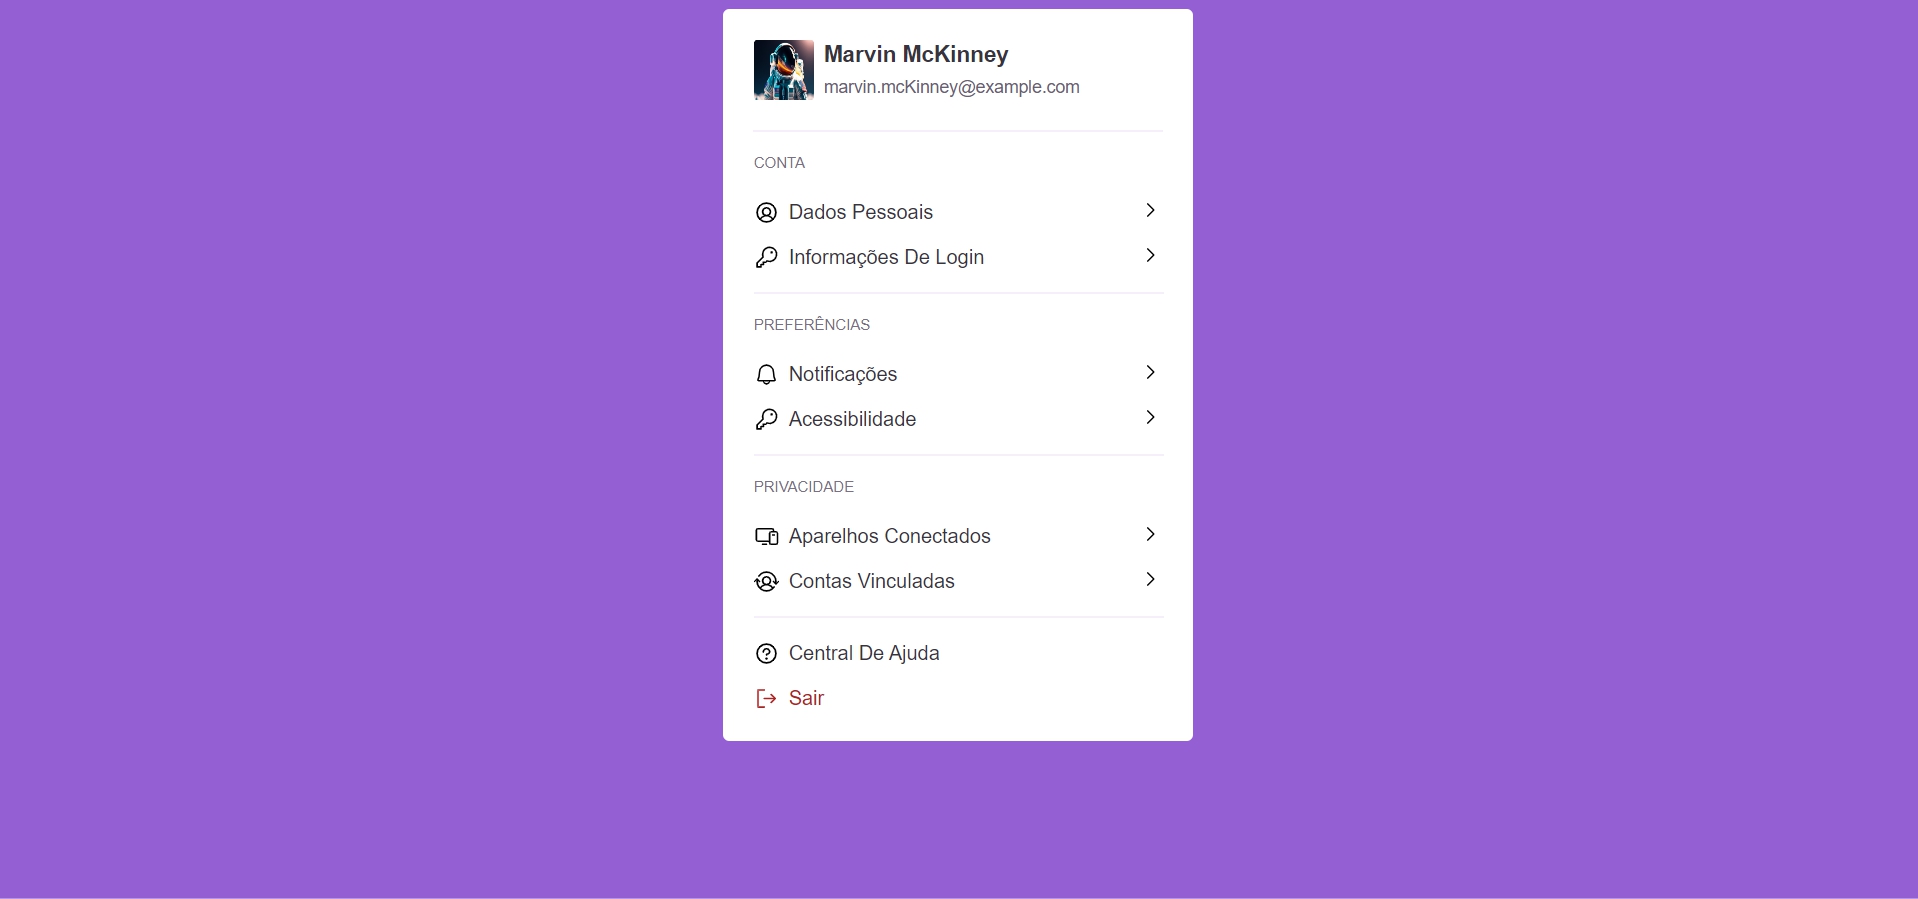 Marvin McKinney
marvin.mcKinney@example.com
CONTA
Dados Pessoais
Informações De Login
PREFERÊNCIAS
Notificações
Acessibilidade
PRIVACIDADE
Aparelhos Conectados
Contas Vinculadas
Central De Ajuda
Sair